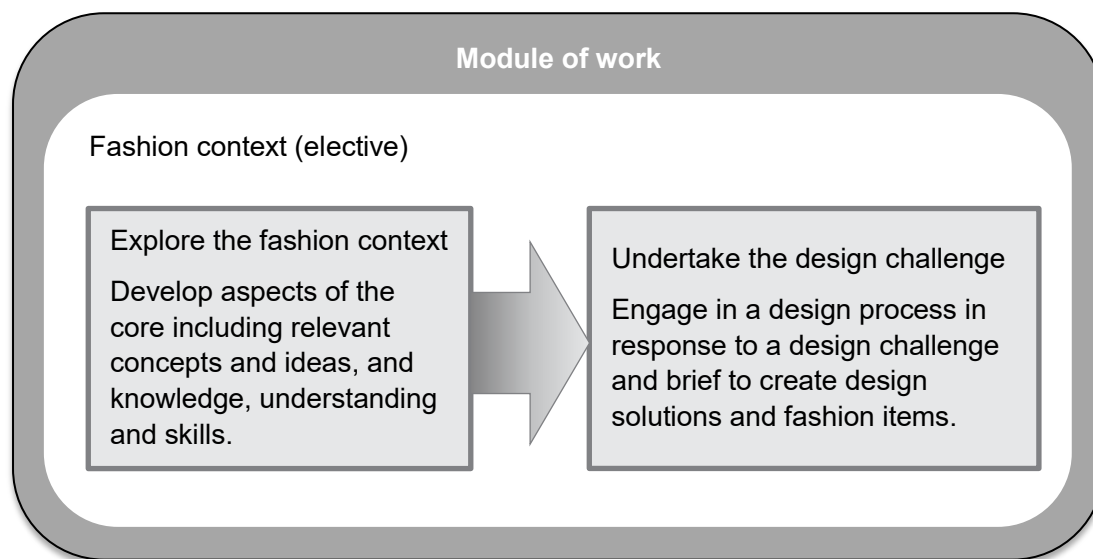 Module of work
Fashion context (elective)
Explore the fashion context
Develop aspects of the
core including relevant
concepts and ideas, and
knowledge, understanding
and skills.
Undertake the design challenge
Engage in a design process in
response to a design challenge
and brief to create design
solutions and fashion items.